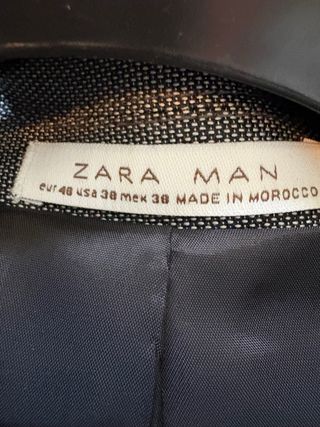 ZARA MAN
eur 48 usa 38 mex 38 MADE IN MOROCCO